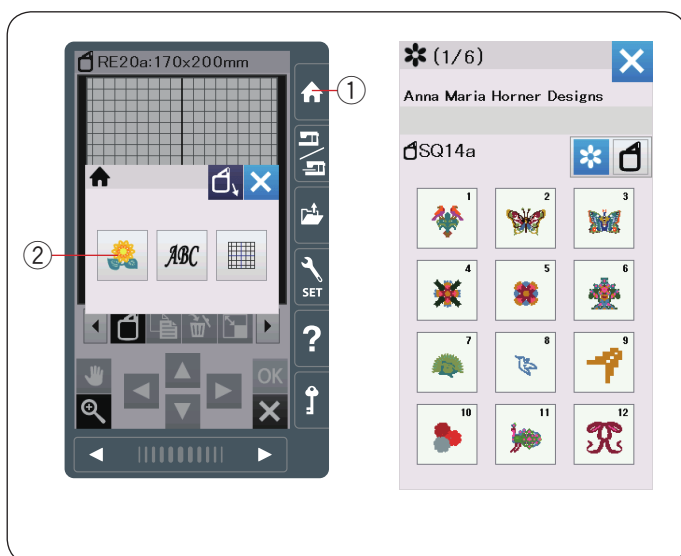 RE20a:170x200mm
1
2
ABC
SET
?
OK
(1/6)
Anna Maria Horner Designs
SQ14a
1 2 3
4 5 6
7 8 9
10 11 12